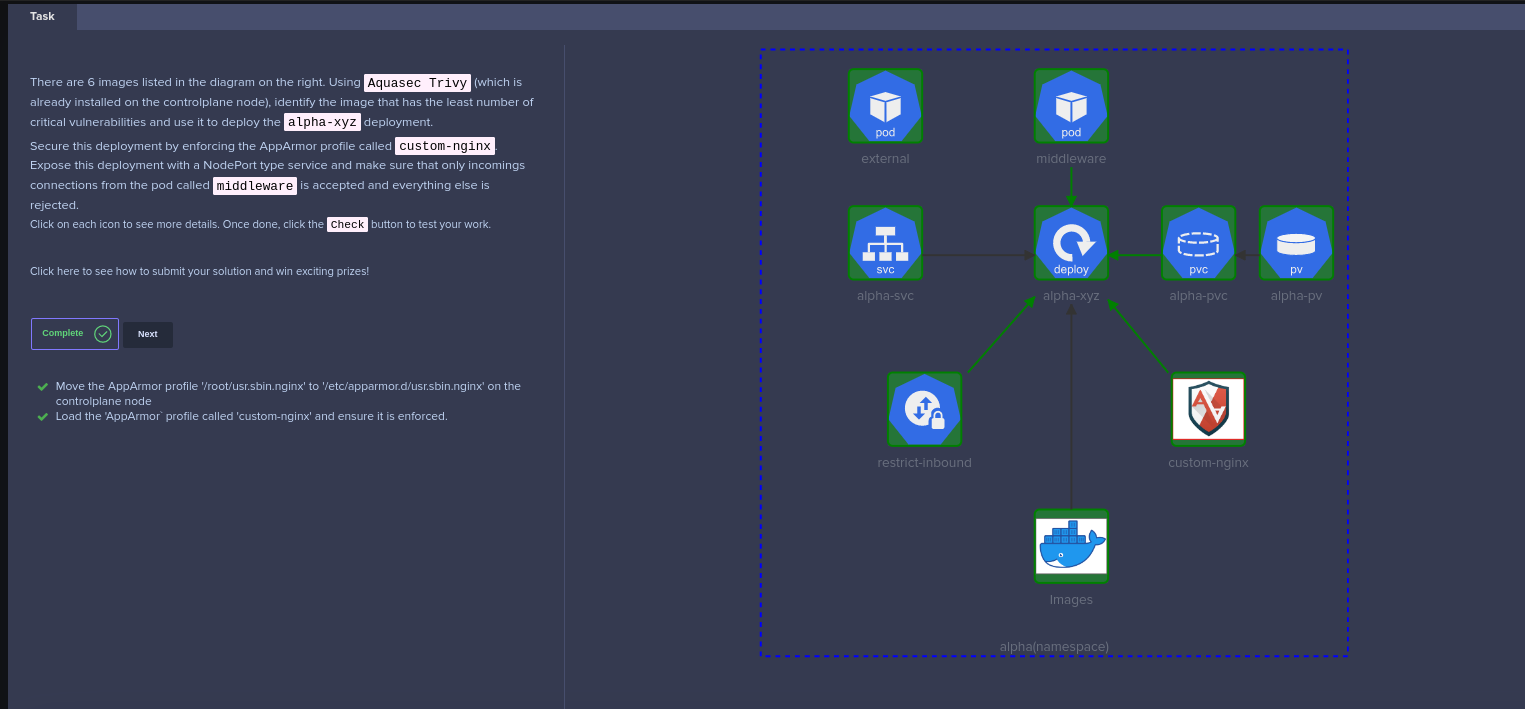 Task
There are 6 images listed in the diagram on the right. Using Aquasec Trivy (which is
already installed on the controlplane node), identify the image that has the least number of
critical vulnerabilities and use it to deploy the alpha-xyz deployment.
Secure this deployment by enforcing the AppArmor profile called custom-nginx.
Expose this deployment with a NodePort type service and make sure that only incomings
connections from the pod called middleware is accepted and everything else is
rejected.
Click on each icon to see more details. Once done, click the Check button to test your work.
Click here to see how to submit your solution and win exciting prizes!
Complete
Next
Move the AppArmor profile '/root/usr.sbin.nginx' to '/etc/apparmor.d/usr.sbin.nginx' on the
controlplane node
Load the 'AppArmor` profile called 'custom-nginx' and ensure it is enforced.
pod
external
pod
middleware
svc
alpha-svc
deploy
alpha-xyz
pvc
alpha-pvc
pv
alpha-pv
restrict-inbound
custom-nginx
Images
alpha(namespace)